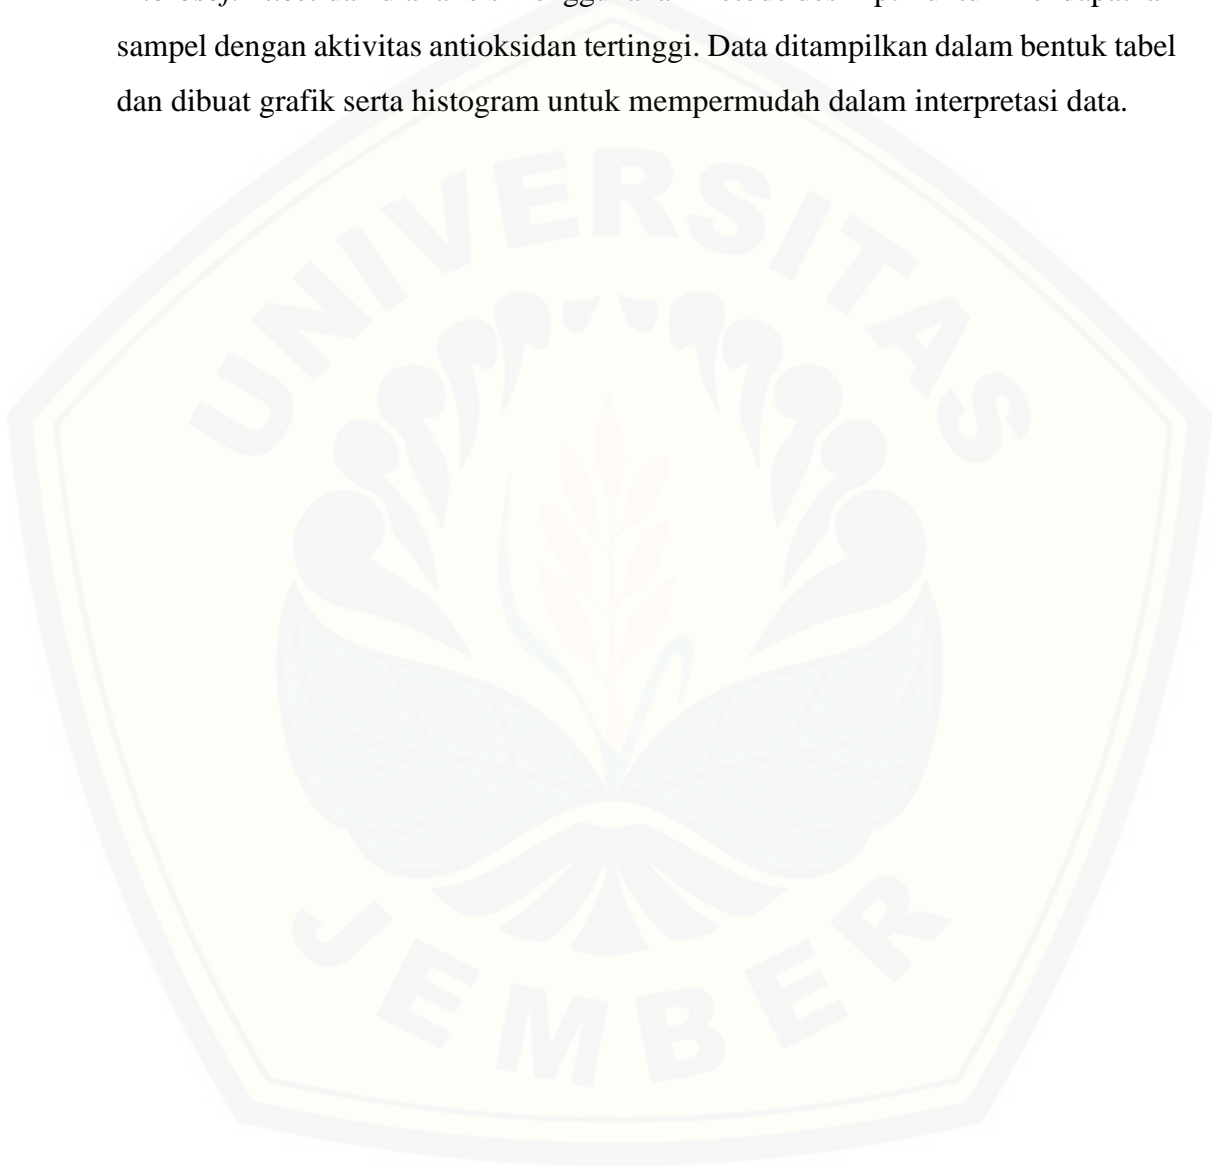 sampel dengan aktivitas antioksidan tertinggi. Data ditampilkan dalam bentuk tabel
dan dibuat grafik serta histogram untuk mempermudah dalam interpretasi data.
UNIVERSITAS
JEMBER